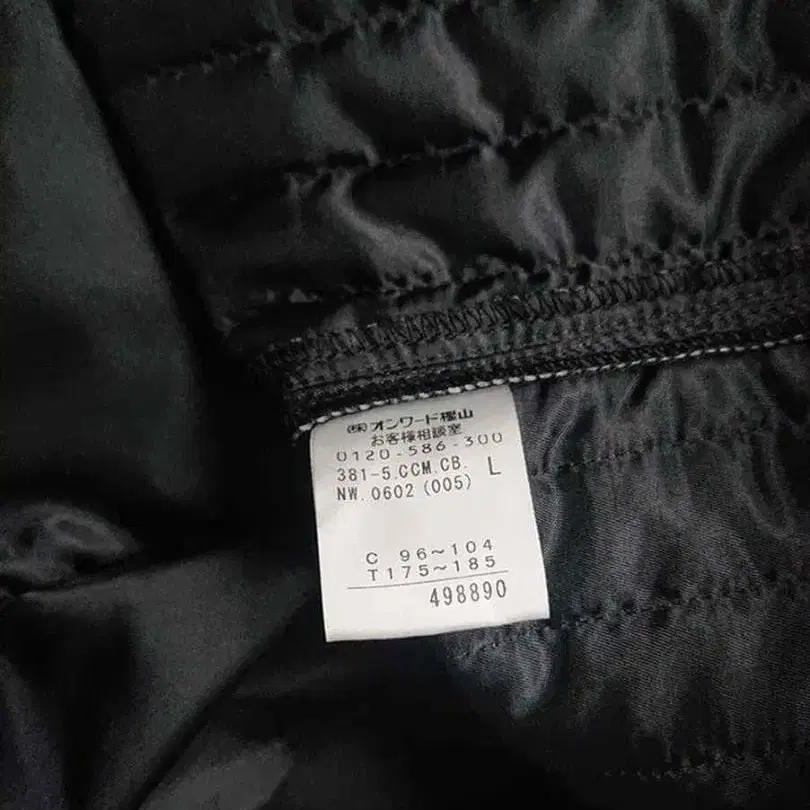 ㈱オンワード樫山
お客様相談室
0120-586-300
381-5.CCM.CB. L
NW.0602(005)
C 96~104
T175~185
498890